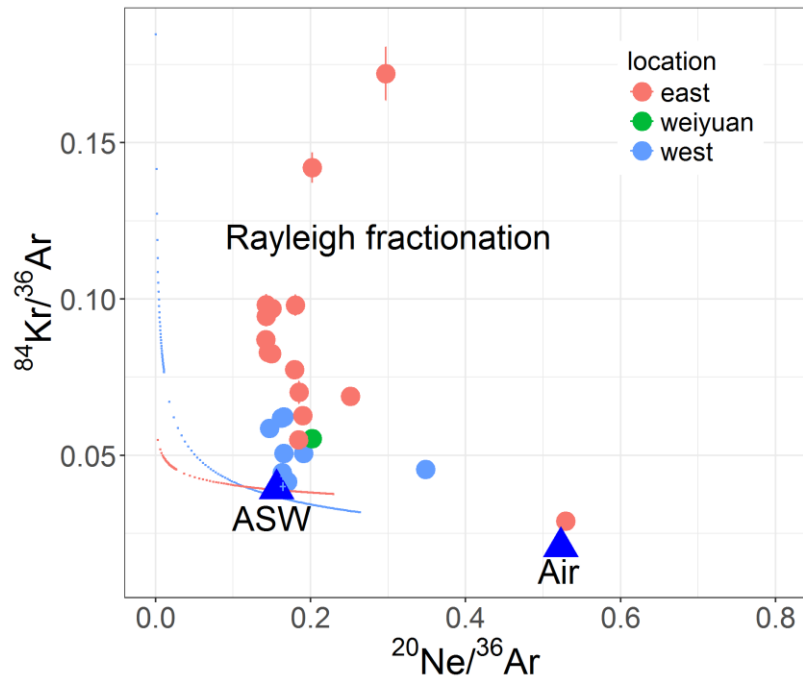 location
east
weiyuan
west
Rayleigh fractionation
ASW
Air
0.15
0.10
0.05
⁸⁴Kr/³⁶Ar
0.0 0.2 0.4 0.6 0.8
²⁰Ne/³⁶Ar